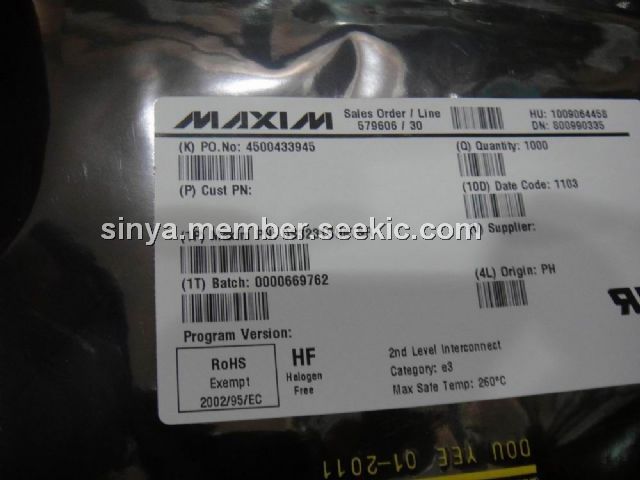 MAXIM
Sales Order / Line
579606 / 30
HU: 1009064458
DN: 800990335
(K) PO.No: 4500433945
(Q) Quantity: 1000
(P) Cust PN:
(10D) Date Code: 1103
sinya.member.seekic.com
Supplier:
(1T) Batch: 0000669762
(4L) Origin: PH
Program Version:
RoHS
Exempt
2002/95/EC
HF
Halogen
Free
2nd Level Interconnect
Category: e3
Max Safe Temp: 260°C
DOU YEE 01-2011